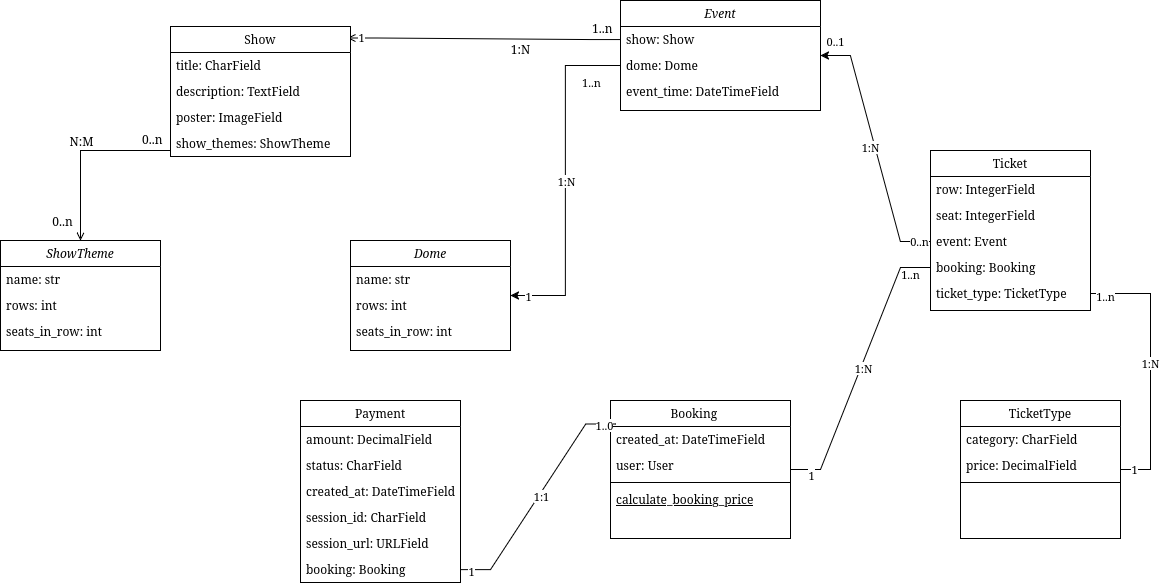 Event
show: Show
dome: Dome
event_time: DateTimeField
Show
title: CharField
description: TextField
poster: ImageField
show_themes: ShowTheme
1
1:N
1..n
1..n
1:N
1
0..1
1:N
0..n
N:M
0..n
0..n
Ticket
row: IntegerField
seat: IntegerField
event: Event
booking: Booking
ticket_type: TicketType
ShowTheme
name: str
rows: int
seats_in_row: int
Dome
name: str
rows: int
seats_in_row: int
1..n
1:N
1
1..n
1:N
1
Payment
amount: DecimalField
status: CharField
created_at: DateTimeField
session_id: CharField
session_url: URLField
booking: Booking
1..0
1:1
1
Booking
created_at: DateTimeField
user: User
calculate_booking_price
TicketType
category: CharField
price: DecimalField